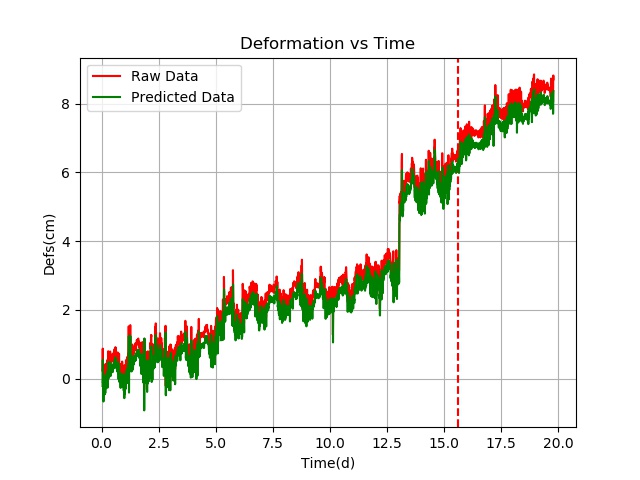 Deformation vs Time
Raw Data
Predicted Data
Defs(cm)
8
6
4
2
0
0.0 2.5 5.0 7.5 10.0 12.5 15.0 17.5 20.0
Time(d)